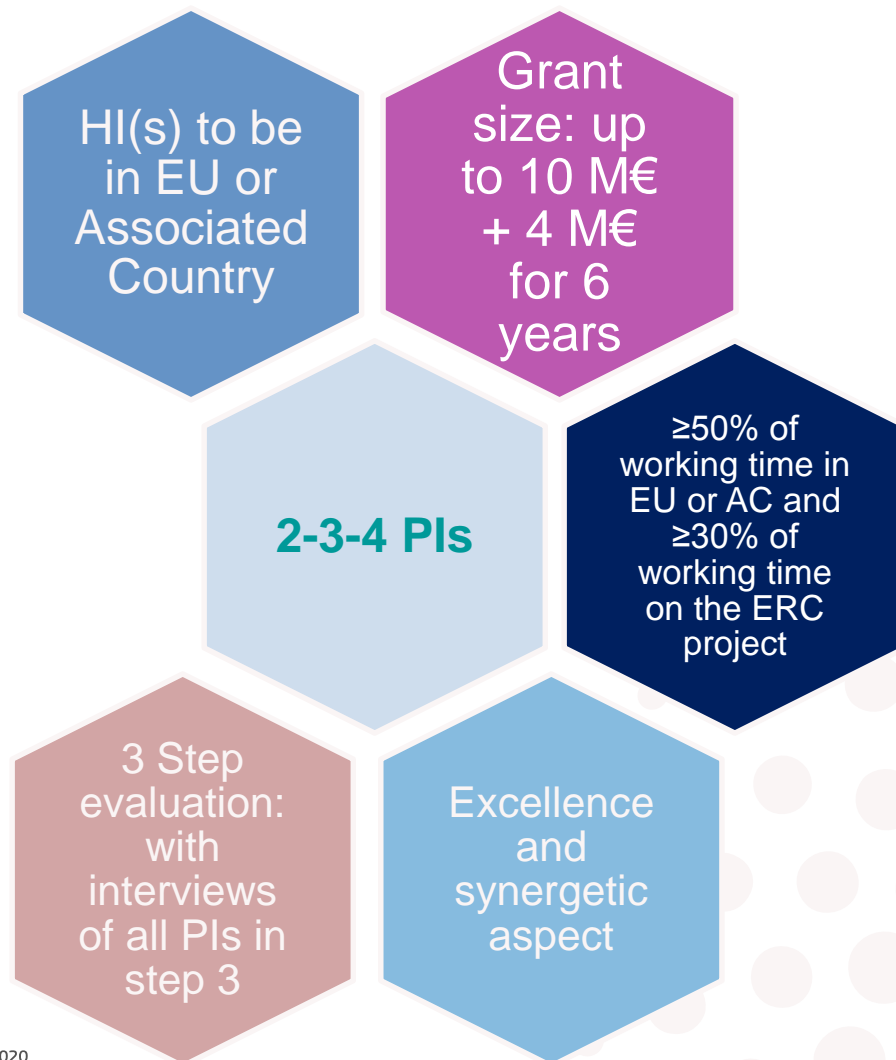 HI(s) to be
in EU or
Associated
Country
Grant
size: up
to 10 M€
+ 4 M€
for 6
years
2-3-4 PIs
≥50% of
working time in
EU or AC and
≥30% of
working time
on the ERC
project
3 Step
evaluation:
with
interviews
of all PIs in
step 3
Excellence
and
synergetic
aspect
020